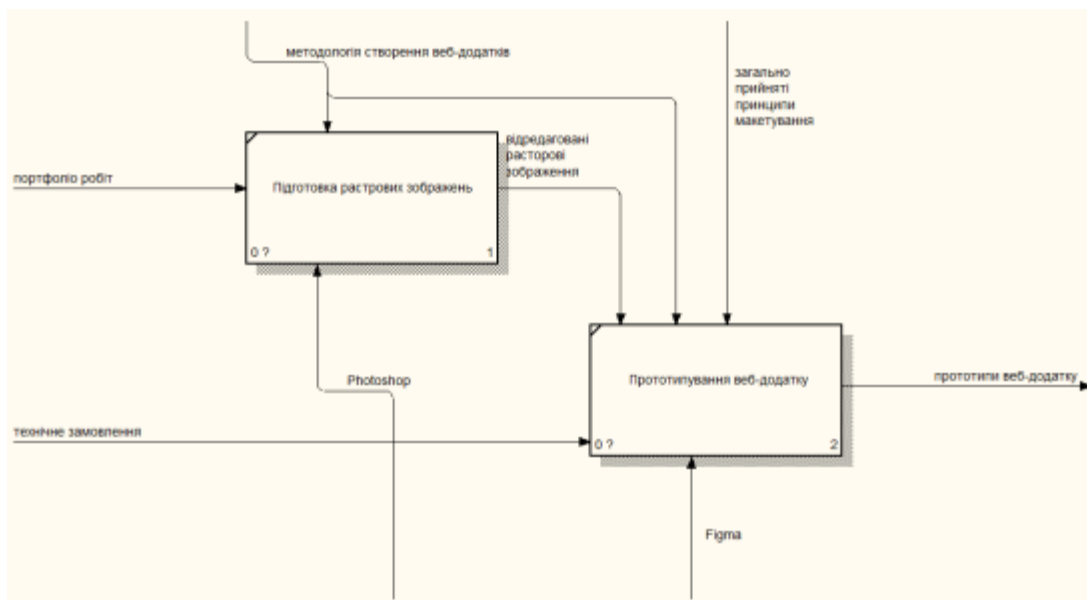 методологія створення веб-додатків
загально
прийняті
принципи
макетування
відредаговані
расторові
зображення
портфоліо робіт
Підготовка растрових зображень
0 ?
1
Photoshop
Прототипування веб-додатку
прототипи веб-додатку
технічне замовлення
0 ?
2
Figma